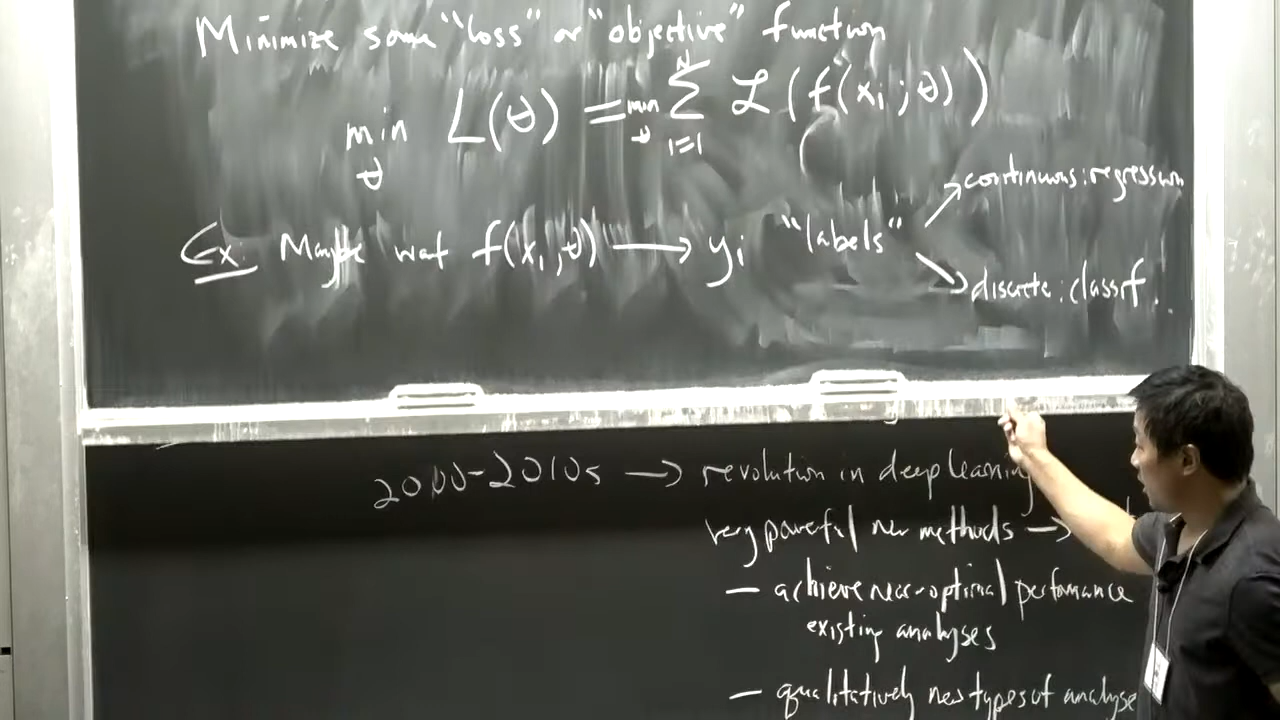 Minimize some "loss" or "objective" function
min θ L(θ) = min θ N Σ i=1 ℒ(f(xi; θ))
continuous: regression
Ex: Maybe wat f(xi, θ) → yi "labels"
discrete: classif.
2000-2010s → revolution in deep learning
very powerful new methods →
— achieve near-optimal performance
existing analyses
— qualitatively new types of analyse